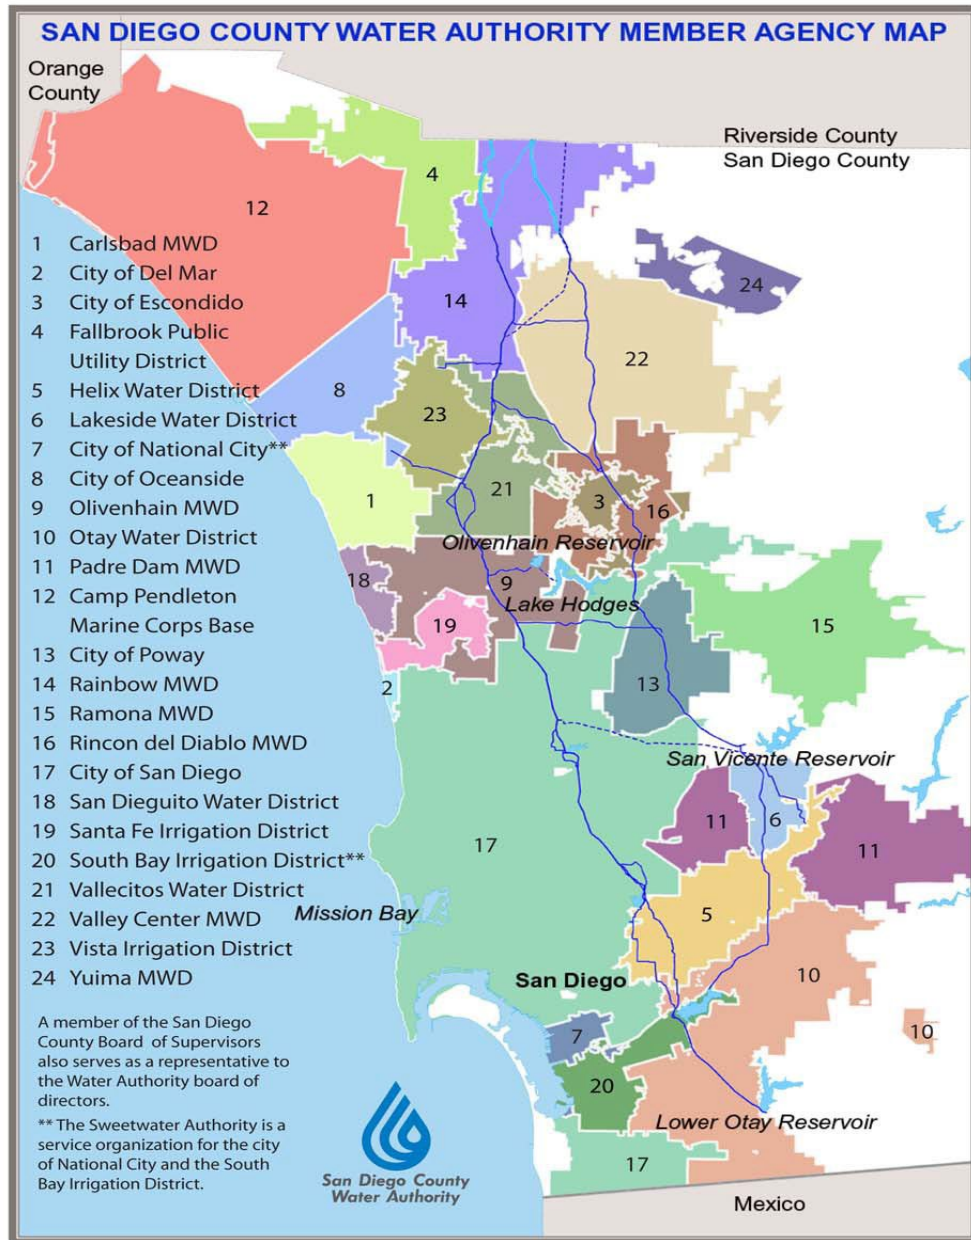 SAN DIEGO COUNTY WATER AUTHORITY MEMBER AGENCY MAP
Orange
County
Riverside County
San Diego County
4
12
24
14
22
8
23
21
3
16
1
Olivenhain Reservoir
18
9
Lake Hodges
19
15
2
13
San Vicente Reservoir
11
6
17
11
5
Mission Bay
San Diego
10
10
7
20
Lower Otay Reservoir
17
Mexico
1 Carlsbad MWD
2 City of Del Mar
3 City of Escondido
4 Fallbrook Public
Utility District
5 Helix Water District
6 Lakeside Water District
7 City of National City**
8 City of Oceanside
9 Olivenhain MWD
10 Otay Water District
11 Padre Dam MWD
12 Camp Pendleton
Marine Corps Base
13 City of Poway
14 Rainbow MWD
15 Ramona MWD
16 Rincon del Diablo MWD
17 City of San Diego
18 San Dieguito Water District
19 Santa Fe Irrigation District
20 South Bay Irrigation District**
21 Vallecitos Water District
22 Valley Center MWD
23 Vista Irrigation District
24 Yuima MWD
A member of the San Diego
County Board of Supervisors
also serves as a representative to
the Water Authority board of
directors.
** The Sweetwater Authority is a
service organization for the city
of National City and the South
Bay Irrigation District.
San Diego County
Water Authority